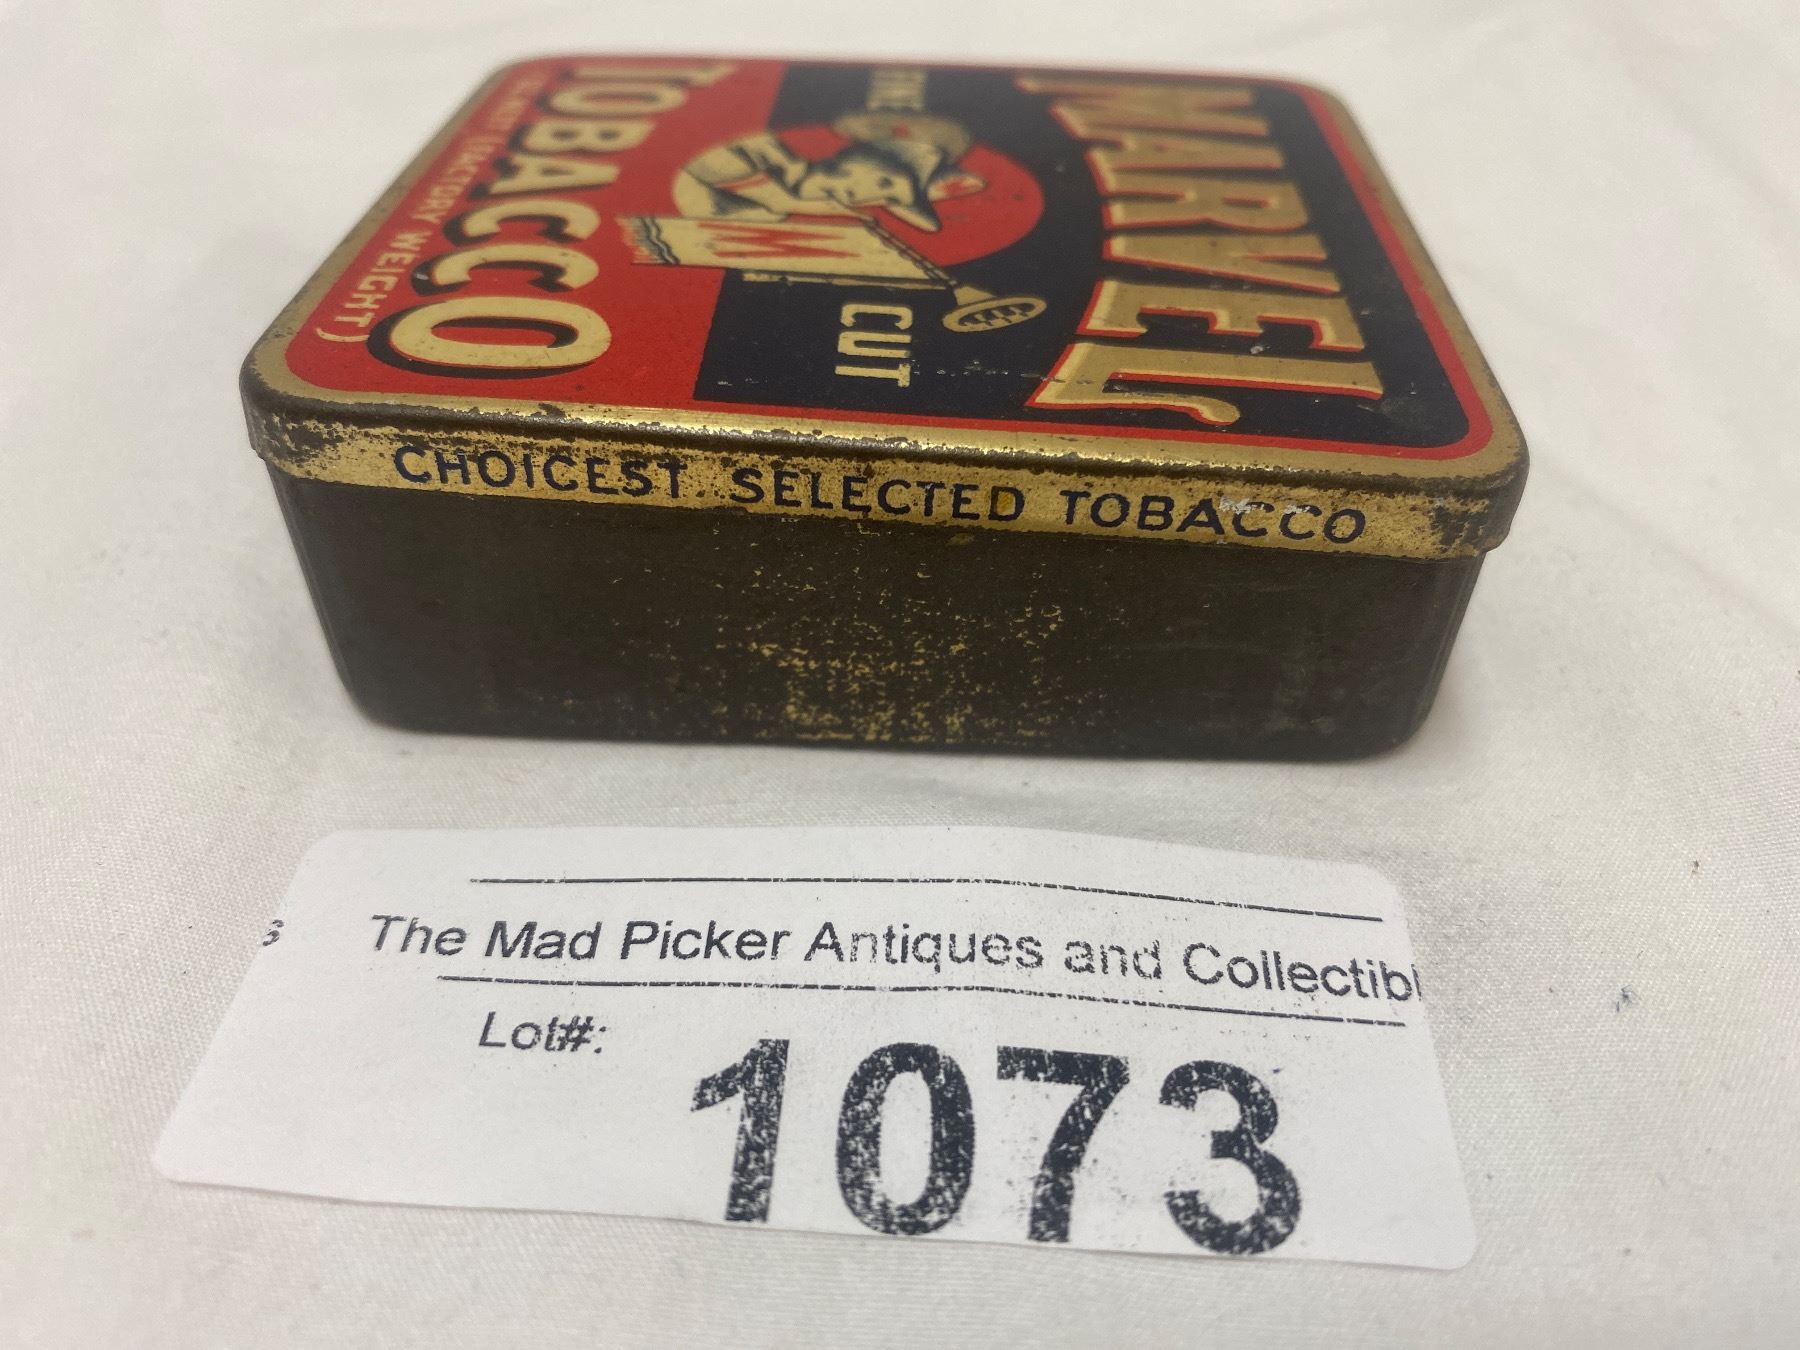 MARVEL
FINE
CUT
W
TOBACCO
FACTORY WEIGHT)
CHOICEST SELECTED TOBACCO
s The Mad Picker Antiques and Collectibl
Lot#: 1073